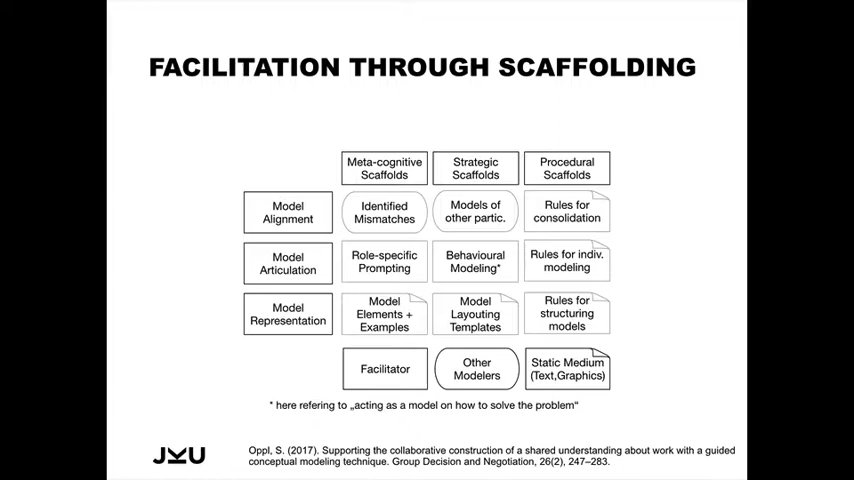 FACILITATION THROUGH SCAFFOLDING
Meta-cognitive
Scaffolds
Strategic
Scaffolds
Procedural
Scaffolds
Model
Alignment
Identified
Mismatches
Models of
other partic.
Rules for
consolidation
Model
Articulation
Role-specific
Prompting
Behavioural
Modeling*
Rules for indiv.
modeling
Model
Representation
Model
Elements +
Examples
Model
Layouting
Templates
Rules for
structuring
models
Facilitator
Other
Modelers
Static Medium
(Text,Graphics)
* here refering to „acting as a model on how to solve the problem“
JKU
Oppl, S. (2017). Supporting the collaborative construction of a shared understanding about work with a guided
conceptual modeling technique. Group Decision and Negotiation, 26(2), 247–283.